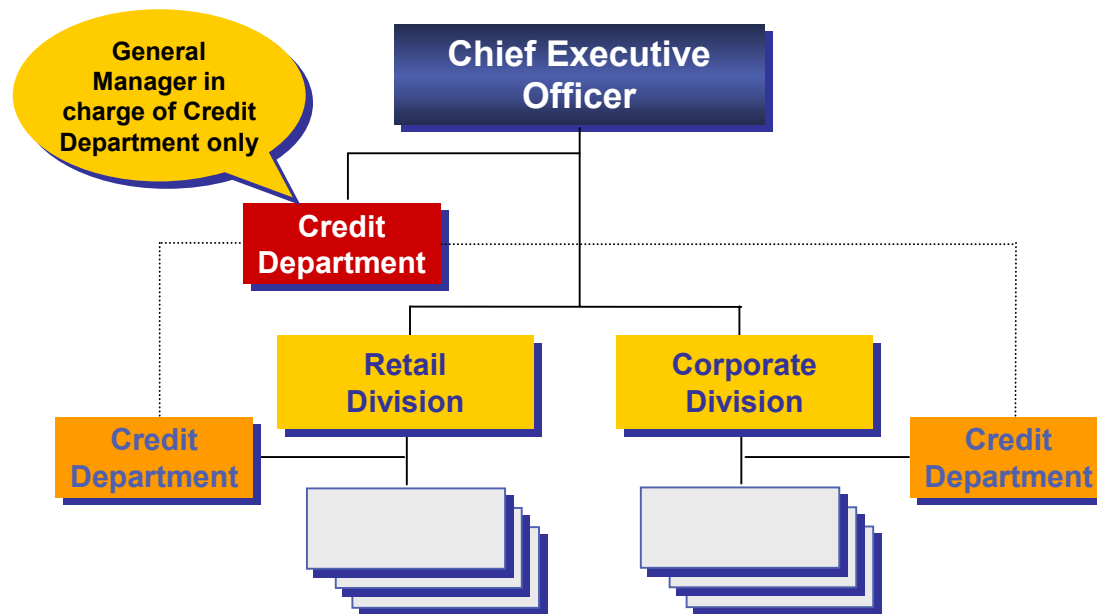 General
Manager in
charge of Credit
Department only
Chief Executive
Officer
Credit
Department
Retail
Division
Corporate
Division
Credit
Department
Credit
Department